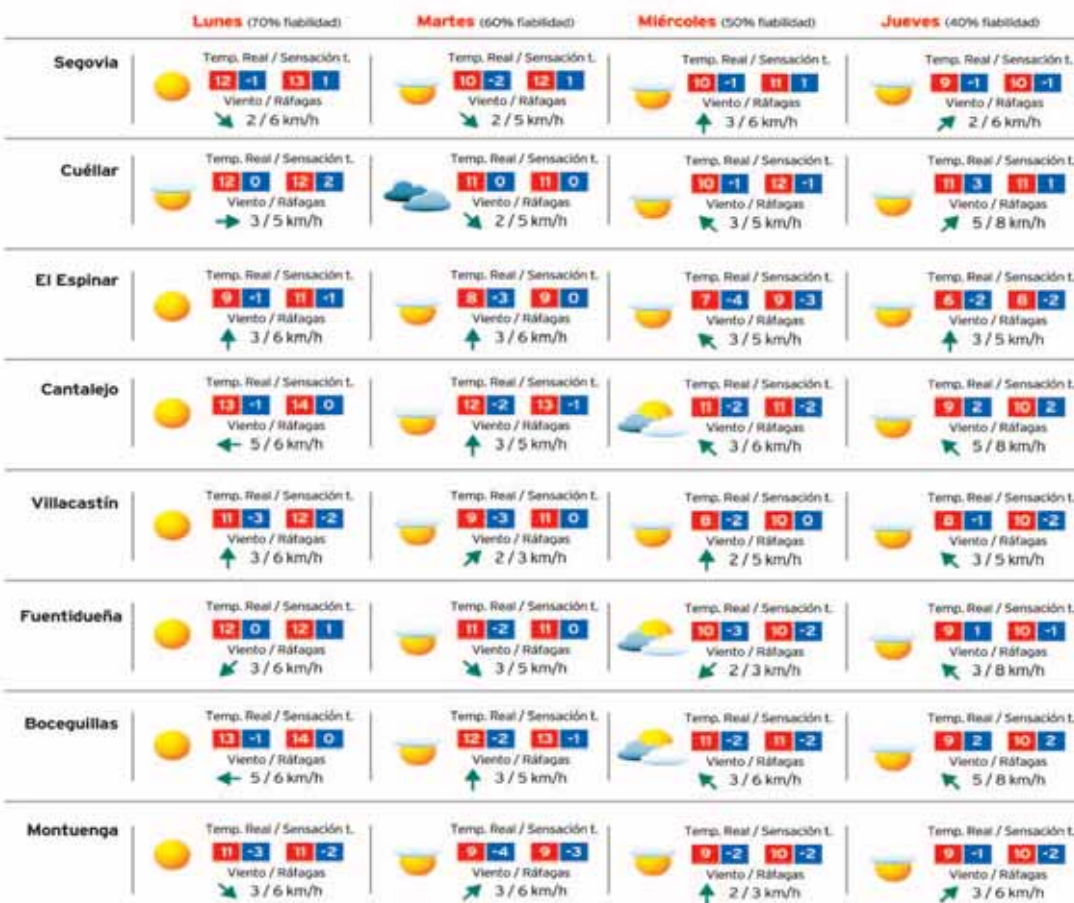 Lunes (70% fiabilidad) Martes (60% fiabilidad) Miércoles (50% fiabilidad) Jueves (40% fiabilidad)
Segovia
Temp. Real / Sensación t. Temp. Real / Sensación t. Temp. Real / Sensación t. Temp. Real / Sensación t.
12 -1 13 1 10 -2 12 1 10 -1 11 1 9 -1 10 -1
Viento / Ráfagas Viento / Ráfagas Viento / Ráfagas Viento / Ráfagas
2 / 6 km/h 2 / 5 km/h 3 / 6 km/h 2 / 6 km/h
Cuéllar
Temp. Real / Sensación t. Temp. Real / Sensación t. Temp. Real / Sensación t. Temp. Real / Sensación t.
12 0 12 2 11 0 11 0 10 -1 12 -1 11 3 11 1
Viento / Ráfagas Viento / Ráfagas Viento / Ráfagas Viento / Ráfagas
3 / 5 km/h 2 / 5 km/h 3 / 5 km/h 5 / 8 km/h
El Espinar
Temp. Real / Sensación t. Temp. Real / Sensación t. Temp. Real / Sensación t. Temp. Real / Sensación t.
9 -1 11 -1 8 -3 9 0 7 -4 9 -3 6 -2 8 -2
Viento / Ráfagas Viento / Ráfagas Viento / Ráfagas Viento / Ráfagas
3 / 6 km/h 3 / 6 km/h 3 / 5 km/h 3 / 5 km/h
Cantalejo
Temp. Real / Sensación t. Temp. Real / Sensación t. Temp. Real / Sensación t. Temp. Real / Sensación t.
13 -1 14 0 12 -2 13 -1 11 -2 11 -2 9 2 10 2
Viento / Ráfagas Viento / Ráfagas Viento / Ráfagas Viento / Ráfagas
5 / 6 km/h 3 / 5 km/h 3 / 6 km/h 5 / 8 km/h
Villacastín
Temp. Real / Sensación t. Temp. Real / Sensación t. Temp. Real / Sensación t. Temp. Real / Sensación t.
11 -3 12 -2 9 -3 11 0 8 -2 10 0 8 -1 10 -2
Viento / Ráfagas Viento / Ráfagas Viento / Ráfagas Viento / Ráfagas
3 / 6 km/h 2 / 3 km/h 2 / 5 km/h 3 / 5 km/h
Fuentidueña
Temp. Real / Sensación t. Temp. Real / Sensación t. Temp. Real / Sensación t. Temp. Real / Sensación t.
12 0 12 1 11 -2 11 0 10 -3 10 -2 9 1 10 -1
Viento / Ráfagas Viento / Ráfagas Viento / Ráfagas Viento / Ráfagas
3 / 6 km/h 3 / 5 km/h 2 / 3 km/h 3 / 8 km/h
Boceguillas
Temp. Real / Sensación t. Temp. Real / Sensación t. Temp. Real / Sensación t. Temp. Real / Sensación t.
13 -1 14 0 12 -2 13 -1 11 -2 11 -2 9 2 10 2
Viento / Ráfagas Viento / Ráfagas Viento / Ráfagas Viento / Ráfagas
5 / 6 km/h 3 / 5 km/h 3 / 6 km/h 5 / 8 km/h
Montuenga
Temp. Real / Sensación t. Temp. Real / Sensación t. Temp. Real / Sensación t. Temp. Real / Sensación t.
11 -3 11 -2 9 -4 9 -3 9 -2 10 -2 9 -1 10 -2
Viento / Ráfagas Viento / Ráfagas Viento / Ráfagas Viento / Ráfagas
3 / 6 km/h 3 / 6 km/h 2 / 3 km/h 3 / 6 km/h